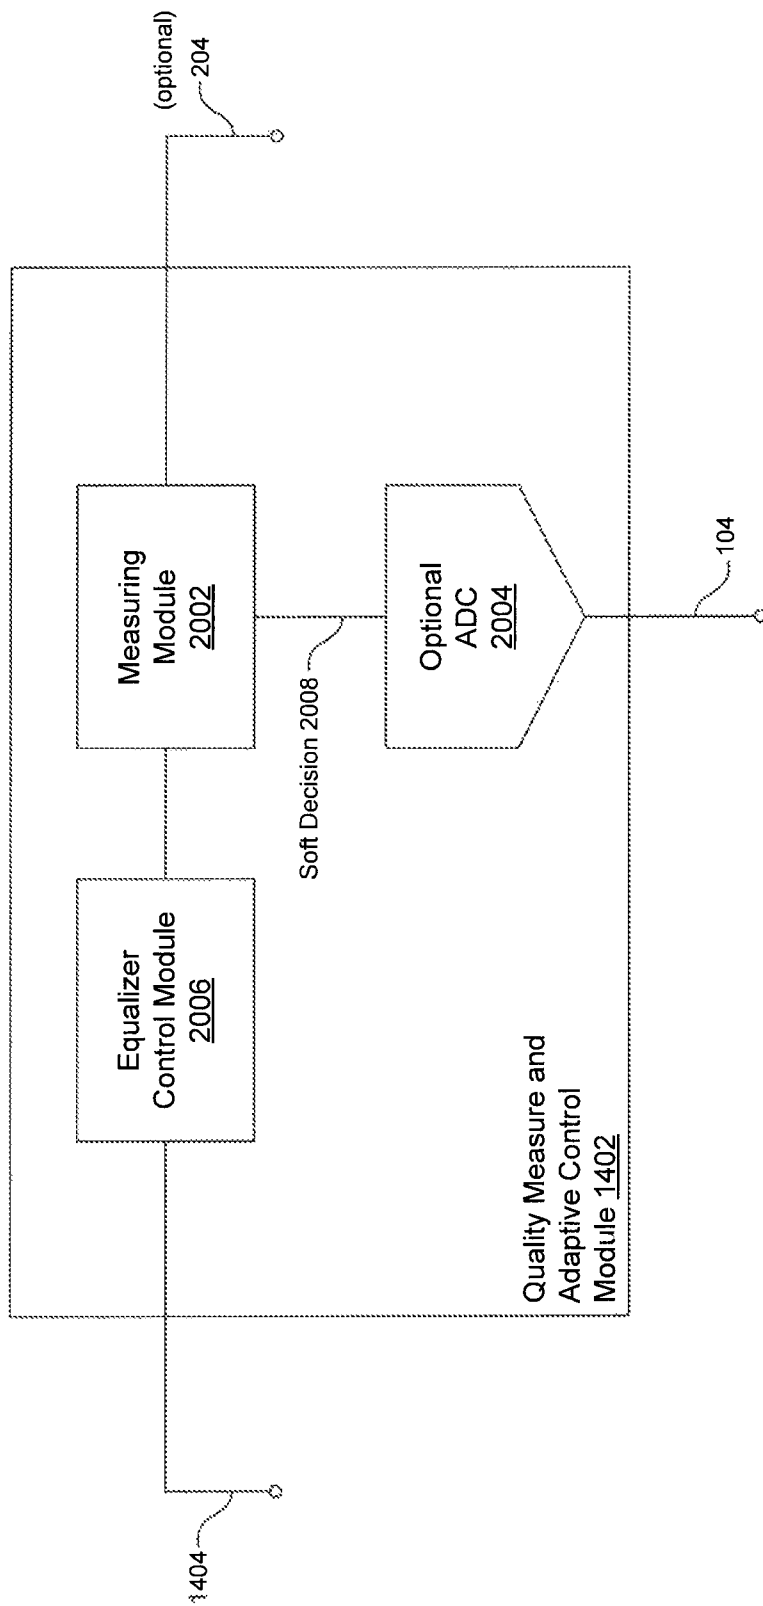 1404
Equalizer
Control Module
2006
Measuring
Module
2002
(optional)
204
Soft Decision 2008
Optional
ADC
2004
104
Quality Measure and
Adaptive Control
Module 1402